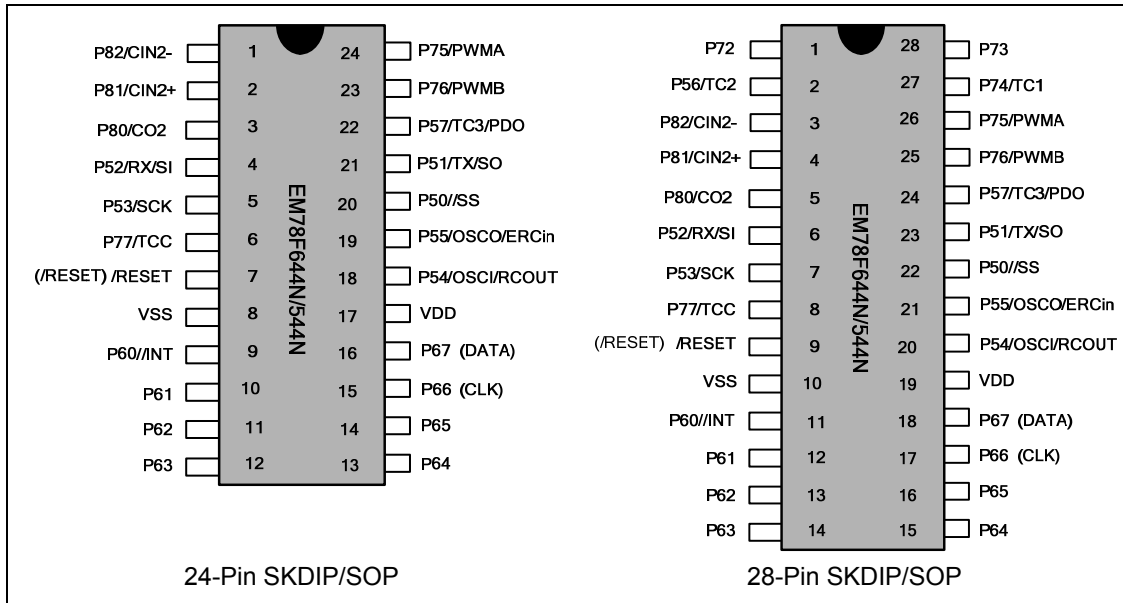 P82/CIN2- 1 24 P75/PWMA
P81/CIN2+ 2 23 P76/PWMB
P80/CO2 3 22 P57/TC3/PDO
P52/RX/SI 4 21 P51/TX/SO
P53/SCK 5 20 P50//SS
P77/TCC 6 19 P55/OSCO/ERCin
(/RESET) /RESET 7 18 P54/OSCI/RCOUT
VSS 8 17 VDD
P60//INT 9 16 P67 (DATA)
P61 10 15 P66 (CLK)
P62 11 14 P65
P63 12 13 P64
EM78F644N/544N
24-Pin SKDIP/SOP
P72 1 28 P73
P56/TC2 2 27 P74/TC1
P82/CIN2- 3 26 P75/PWMA
P81/CIN2+ 4 25 P76/PWMB
P80/CO2 5 24 P57/TC3/PDO
P52/RX/SI 6 23 P51/TX/SO
P53/SCK 7 22 P50//SS
P77/TCC 8 21 P55/OSCO/ERCin
(/RESET) /RESET 9 20 P54/OSCI/RCOUT
VSS 10 19 VDD
P60//INT 11 18 P67 (DATA)
P61 12 17 P66 (CLK)
P62 13 16 P65
P63 14 15 P64
EM78F644N/544N
28-Pin SKDIP/SOP